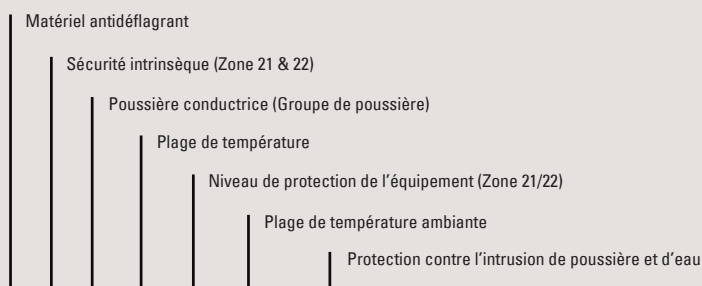 Matériel antidéflagrant
Sécurité intrinsèque (Zone 21 & 22)
Poussière conductrice (Groupe de poussière)
Plage de température
Niveau de protection de l'équipement (Zone 21/22)
Plage de température ambiante
Protection contre l'intrusion de poussière et d'eau